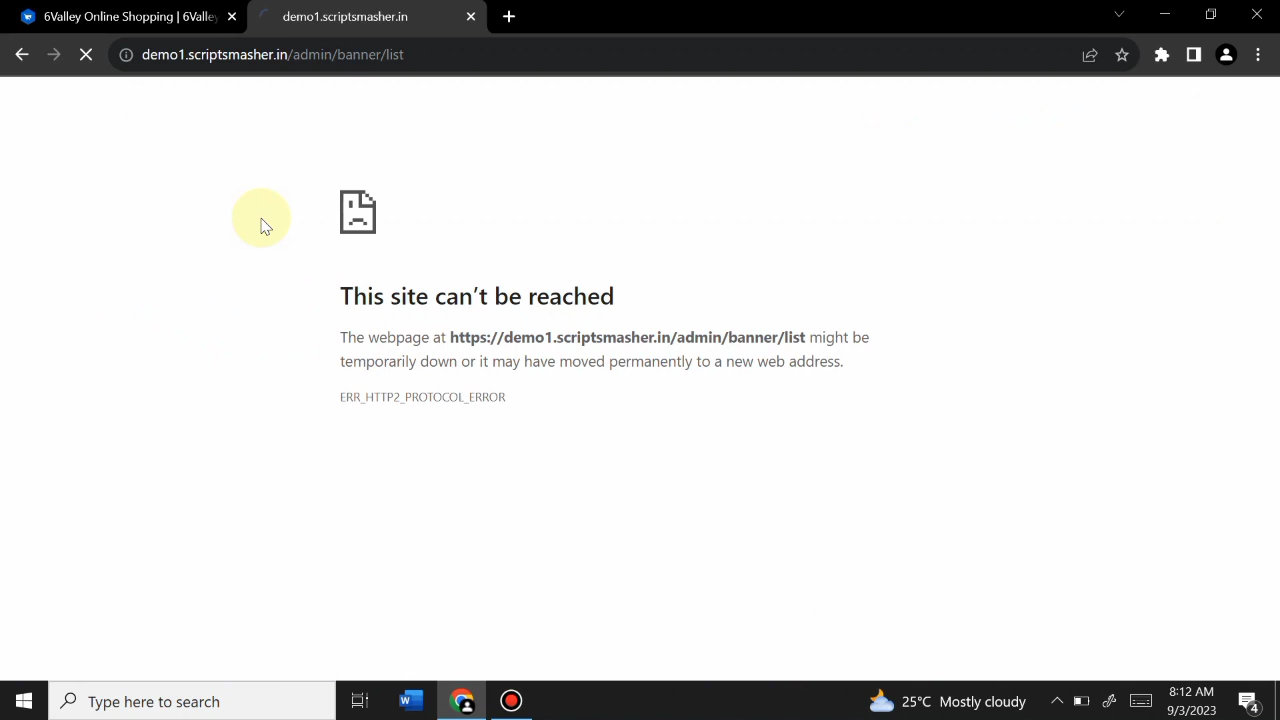 6Valley Online Shopping | 6Valley
demo1.scriptsmasher.in
demo1.scriptsmasher.in/admin/banner/list
This site can't be reached
The webpage at https://demo1.scriptsmasher.in/admin/banner/list might be
temporarily down or it may have moved permanently to a new web address.
ERR_HTTP2_PROTOCOL_ERROR
Type here to search
W
25°C Mostly cloudy
8:12 AM
9/3/2023
4